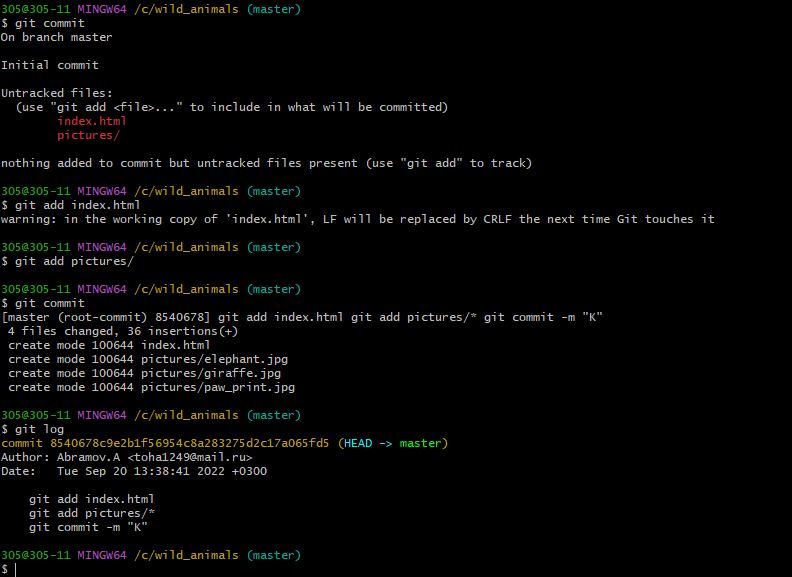 305@305-11 MINGW64 /c/wild_animals (master)
$ git commit
On branch master
Initial commit
Untracked files:
  (use "git add <file>..." to include in what will be committed)
        index.html
        pictures/
nothing added to commit but untracked files present (use "git add" to track)
305@305-11 MINGW64 /c/wild_animals (master)
$ git add index.html
warning: in the working copy of 'index.html', LF will be replaced by CRLF the next time Git touches it
305@305-11 MINGW64 /c/wild_animals (master)
$ git add pictures/
305@305-11 MINGW64 /c/wild_animals (master)
$ git commit
[master (root-commit) 8540678] git add index.html git add pictures/* git commit -m "K"
 4 files changed, 36 insertions(+)
 create mode 100644 index.html
 create mode 100644 pictures/elephant.jpg
 create mode 100644 pictures/giraffe.jpg
 create mode 100644 pictures/paw_print.jpg
305@305-11 MINGW64 /c/wild_animals (master)
$ git log
commit 8540678c9e2b1f56954c8a283275d2c17a065fd5 (HEAD -> master)
Author: Abramov.A <toha1249@mail.ru>
Date:   Tue Sep 20 13:38:41 2022 +0300
    git add index.html
    git add pictures/*
    git commit -m "K"
305@305-11 MINGW64 /c/wild_animals (master)
$